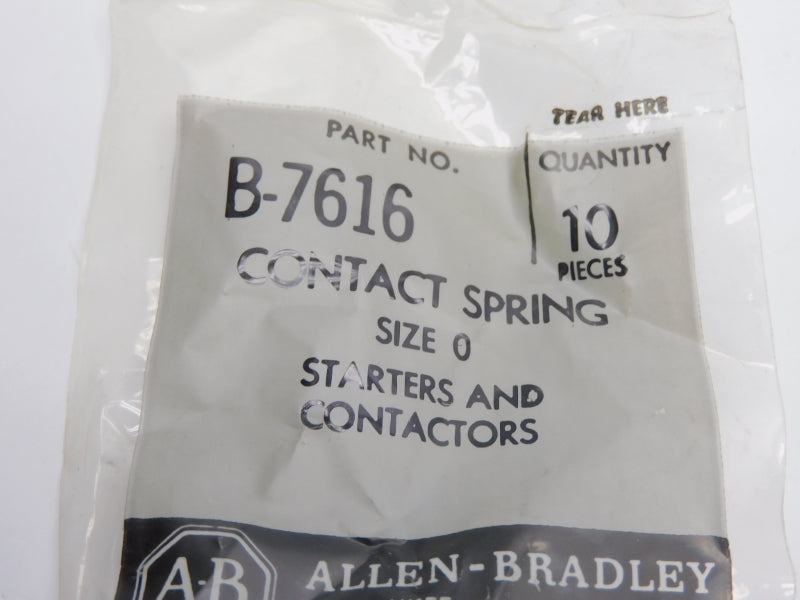 TEAR HERE
PART NO.
QUANTITY
B-7616
10
PIECES
CONTACT SPRING
SIZE 0
STARTERS AND
CONTACTORS
A-B
ALLEN-BRADLEY